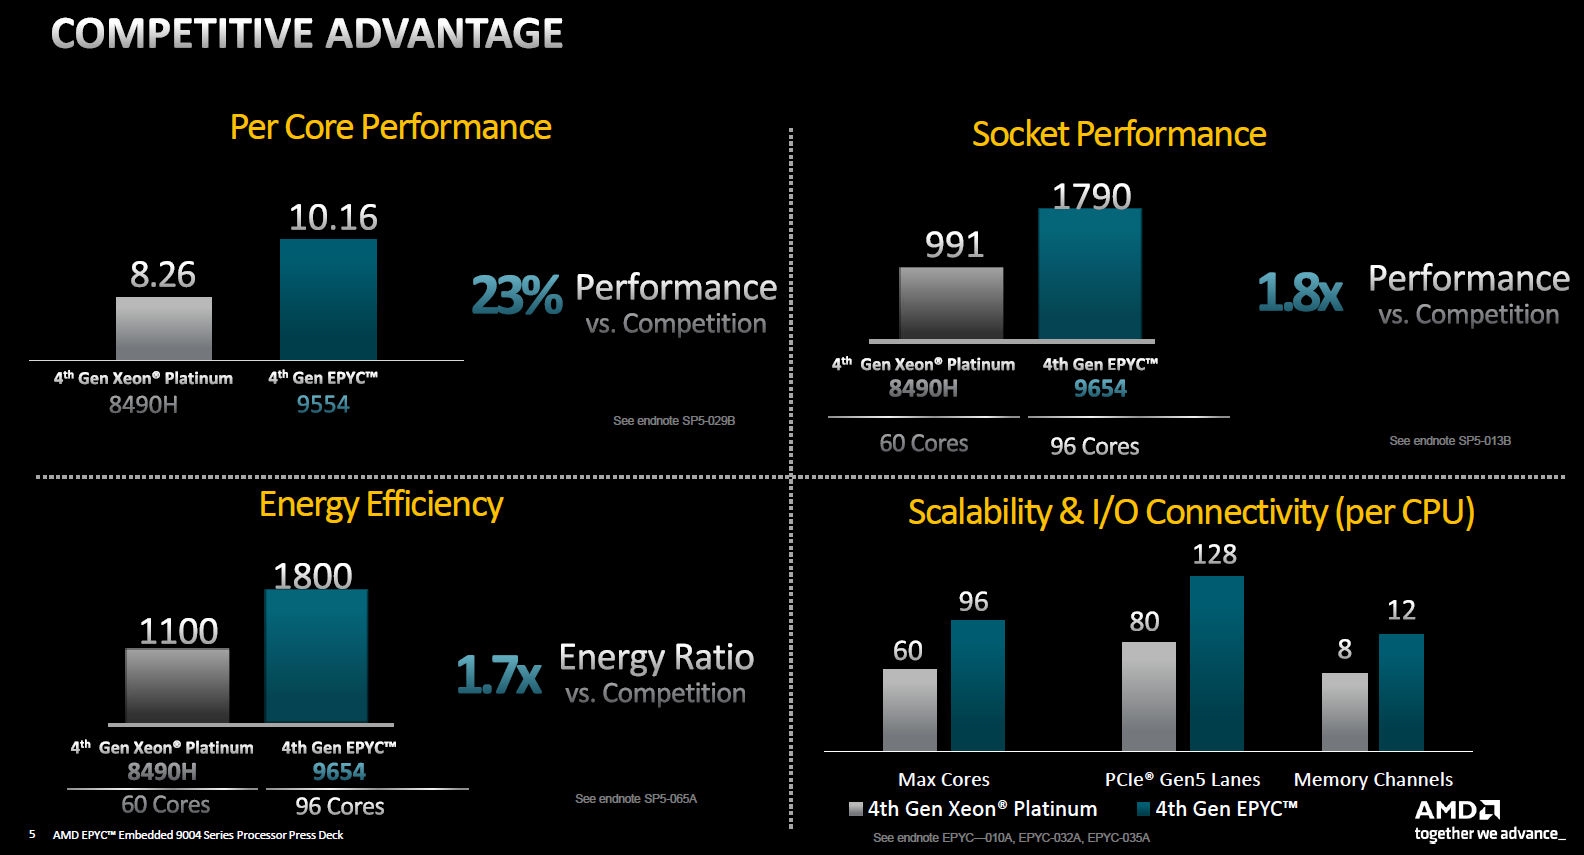 COMPETITIVE ADVANTAGE
Per Core Performance
10.16
8.26
23% Performance
vs. Competition
4th Gen Xeon® Platinum 4th Gen EPYC™
8490H 9554
See endnote SP5-029B
Socket Performance
1790
991
1.8x Performance
vs. Competition
4th Gen Xeon® Platinum 4th Gen EPYC™
8490H 9654
60 Cores 96 Cores
See endnote SP5-013B
Energy Efficiency
1800
1100
1.7x Energy Ratio
vs. Competition
4th Gen Xeon® Platinum 4th Gen EPYC™
8490H 9654
60 Cores 96 Cores
See endnote SP5-065A
Scalability & I/O Connectivity (per CPU)
128
96
80
12
60
8
Max Cores PCIe® Gen5 Lanes Memory Channels
4th Gen Xeon® Platinum 4th Gen EPYC™
See endnote EPYC—010A, EPYC-032A, EPYC-035A
5 AMD EPYC™ Embedded 9004 Series Processor Press Deck
AMD
together we advance_